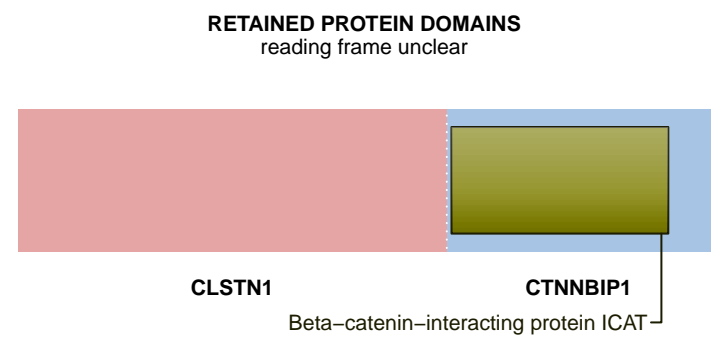 RETAINED PROTEIN DOMAINS
reading frame unclear
CLSTN1 CTNNBIP1
Beta−catenin−interacting protein ICAT